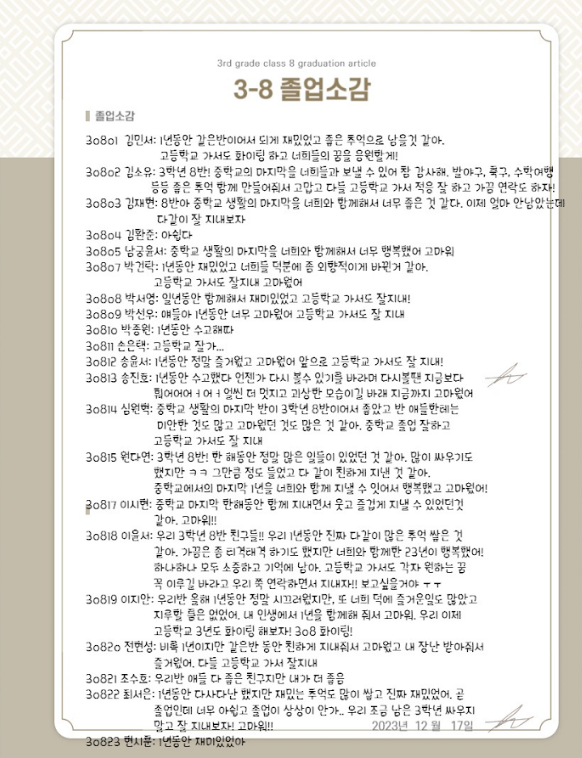 3rd grade class 8 graduation article
3-8 졸업소감
졸업소감
30801 김민서: 1년동안 같은반이어서 되게 재밌었고 좋은 추억으로 남을것 같아.
고등학교 가서도 화이팅 하고 너희들의 꿈을 응원할게!
30802 김소유: 3학년 8반! 중학교의 마지막을 너희들과 보낼 수 있어 참 감사해. 발야구, 축구, 수학여행
등등 좋은 추억 함께 만들어줘서 고맙고 다들 고등학교 가서 적응 잘 하고 가끔 연락도 하자!
30803 김재현: 8반아 중학교 생활의 마지막을 너희와 함께해서 너무 좋은 것 같다. 이제 얼마 안남았는데
다같이 잘 지내보자
30804 김환준: 아쉽다
30805 남궁윤서: 중학교 생활의 마지막을 너희와 함께해서 너무 행복했어 고마워
30807 박건락: 1년동안 재밌었고 너희들 덕분에 좀 외향적이게 바뀐거 같아.
고등학교 가서도 잘지내 고마웠어
30808 박서영: 일년동안 함께해서 재미있었고 고등학교 가서도 잘지내!
30809 박선우: 얘들아 1년동안 너무 고마웠어 고등학교 가서도 잘 지내
30810 박종원: 1년동안 수고해따
30811 손은택: 고등학교 잘가...
30812 송윤서: 1년동안 정말 즐거웠고 고마웠어 앞으로 고등학교 가서도 잘 지내!
30813 송진호: 1년동안 수고했다 언젠가 다시 볼수 있기를 바라며 다시볼땐 지금보다
뭐어어어ㅓ어ㅓ얼씬 더 멋지고 괴상한 모습이길 바래 지금까지 고마웠어
30814 심원혁: 중학교 생활의 마지막 반이 3학년 8반이어서 좋았고 반 애들한테는
미안한 것도 많고 고마웠던 것도 많은 것 같아. 중학교 졸업 잘하고
고등학교 가서도 잘 지내
30815 원다연: 3학년 8반! 한 해동안 정말 많은 일들이 있었던 것 같아. 많이 싸우기도
했지만 ㅋㅋ 그만큼 정도 들었고 다 같이 친하게 지낸 것 같아.
중학교에서의 마지막 1년을 너희와 함께 지낼 수 잇어서 행복했고 고마웠어!
30817 이시현: 중학교 마지막 한해동안 함께 지내면서 웃고 즐겁게 지낼 수 있었던것
같아. 고마워!!
30818 이윤서: 우리 3학년 8반 친구들!! 우리 1년동안 진짜 다같이 많은 추억 쌓은 것
같아. 가끔은 좀 티격태격 하기도 했지만 너희와 함께한 23년이 행복했어!
하나하나 모두 소중하고 기억에 남아. 고등학교 가서도 각자 원하는 꿈
꼭 이루길 바라고 우리 쭉 연락하면서 지내자!! 보고싶을거야 ㅜㅜ
30819 이지안: 우리반 올해 1년동안 정말 시끄러웠지만, 또 너희 덕에 즐거운일도 많았고
지루할 틈은 없었어. 내 인생에서 1년을 함께해 줘서 고마워. 우리 이제
고등학교 3년도 화이팅 해보자! 308 화이팅!
30820 전현성: 비록 1년이지만 같은반 동안 친하게 지내줘서 고마웠고 내 장난 받아줘서
즐거웠어. 다들 고등학교 가서 잘지내
30821 조수호: 우리반 애들 다 좋은 친구지만 내가 더 좋음
30822 최서은: 1년동안 다사다난 했지만 재밌는 추억도 많이 쌓고 진짜 재밌었어. 곧
졸업인데 너무 아쉽고 졸업이 상상이 안가.. 우리 조금 남은 3학년 싸우지
말고 잘 지내보자! 고마워!!
2023년 12월 17일
30823 편시훈: 1년동안 재미있었아